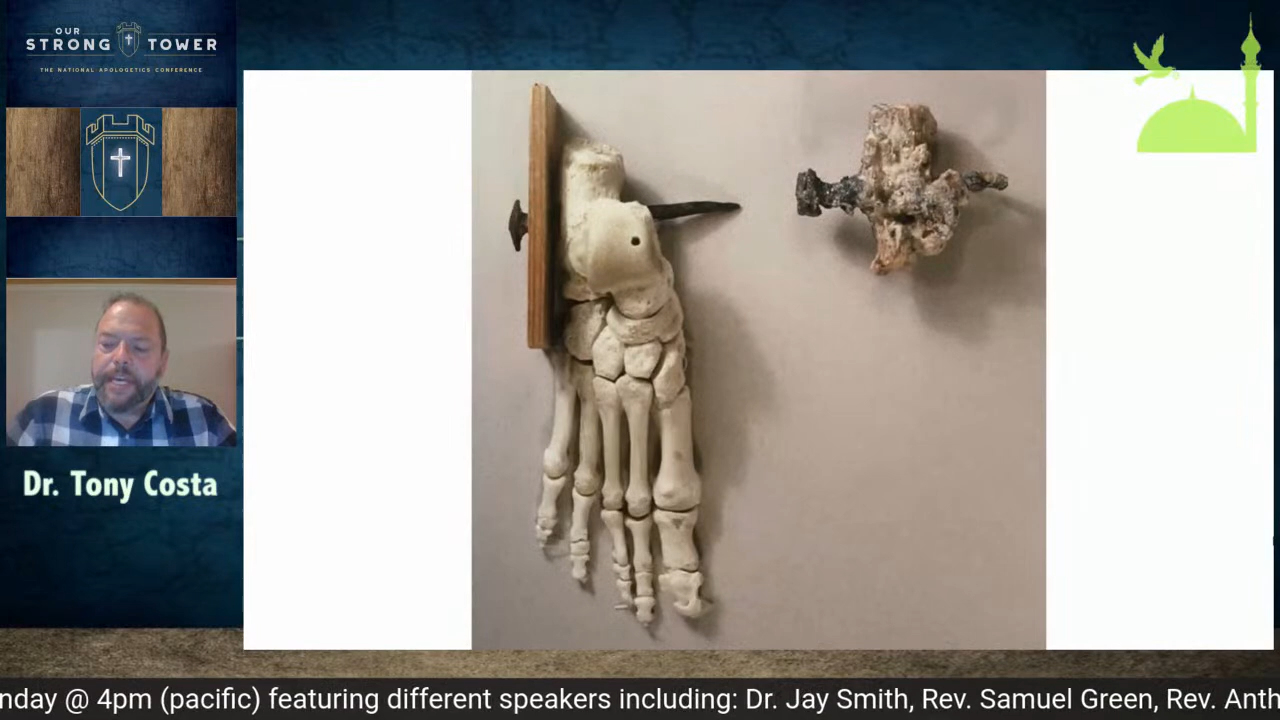 OUR
STRONG TOWER
THE NATIONAL APOLOGETICS CONFERENCE
Dr. Tony Costa
nday @ 4pm (pacific) featuring different speakers including: Dr. Jay Smith, Rev. Samuel Green, Rev. Anth